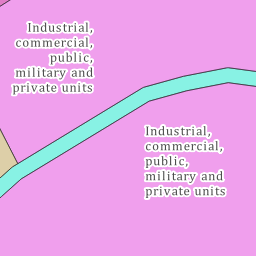 Industrial,
commercial,
public,
military and
private units
Industrial,
commercial,
public,
military and
private units